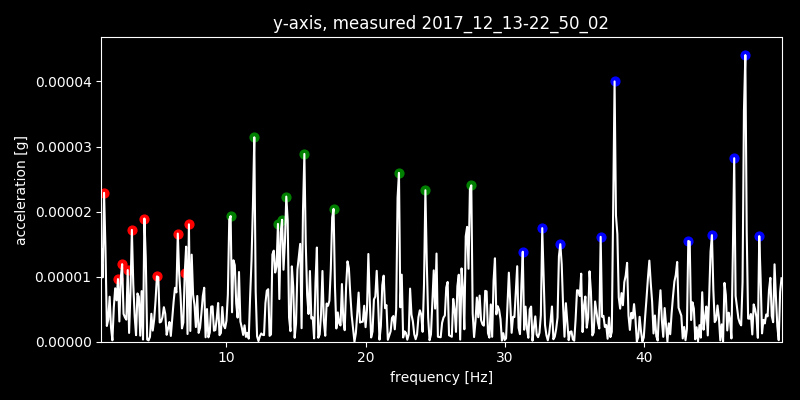 y-axis, measured 2017_12_13-22_50_02
acceleration [g]
0.00004
0.00003
0.00002
0.00001
0.00000
10 20 30 40
frequency [Hz]